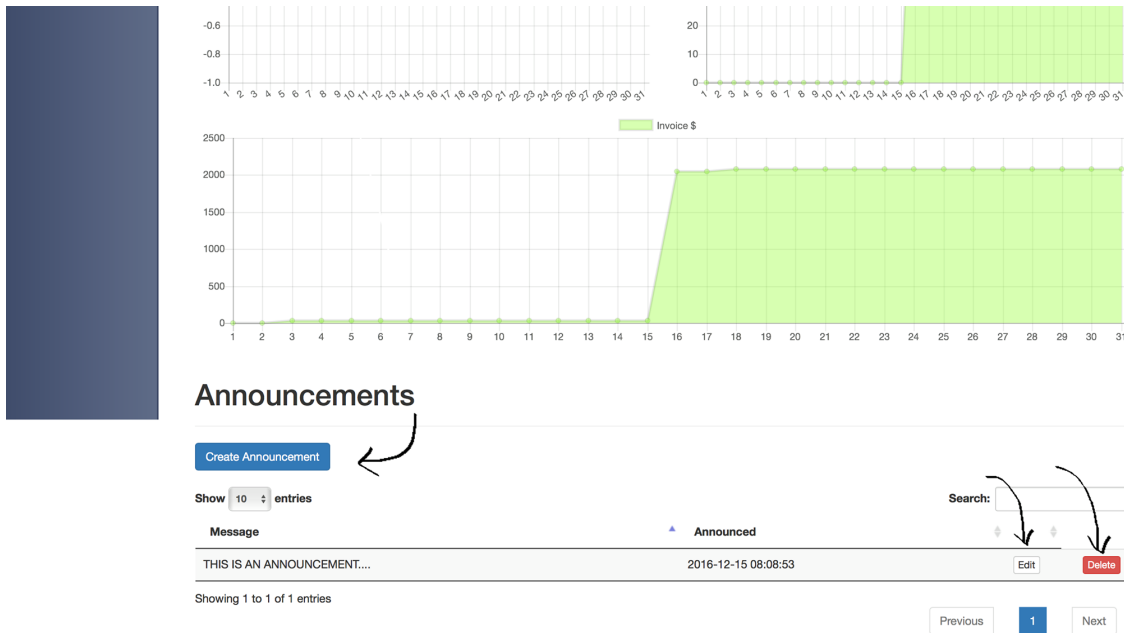 -0.6
-0.8
-1.0
1 2 3 4 5 6 7 8 9 10 11 12 13 14 15 16 17 18 19 20 21 22 23 24 25 26 27 28 29 30 31
20
10
0
1 2 3 4 5 6 7 8 9 10 11 12 13 14 15 16 17 18 19 20 21 22 23 24 25 26 27 28 29 30 31
Invoice $
2500
2000
1500
1000
500
0
1 2 3 4 5 6 7 8 9 10 11 12 13 14 15 16 17 18 19 20 21 22 23 24 25 26 27 28 29 30 31
Announcements
Create Announcement
Show 10 entries Search:
Message Announced
THIS IS AN ANNOUNCEMENT.... 2016-12-15 08:08:53 Edit Delete
Showing 1 to 1 of 1 entries
Previous 1 Next